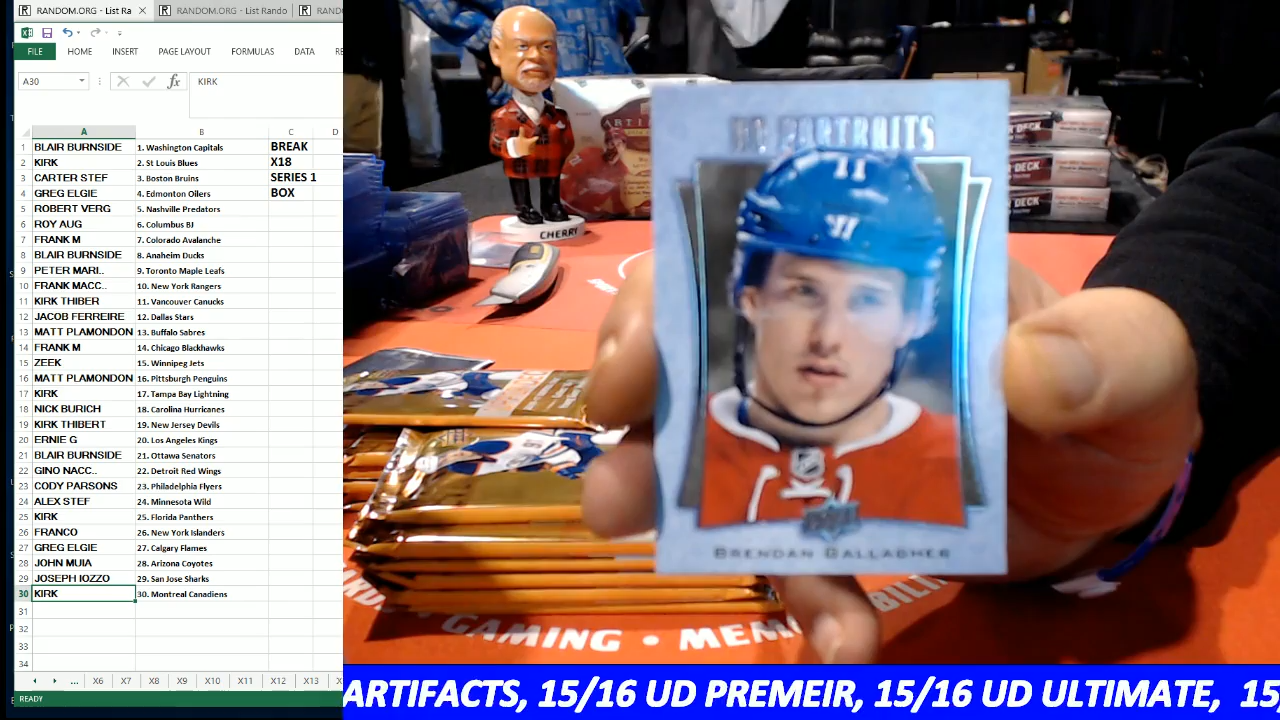 RANDOM.ORG - List Ra
RANDOM.ORG - List Rando
RANDO
FILE HOME INSERT PAGE LAYOUT FORMULAS DATA RE
A30 fx KIRK
A B C D
1 BLAIR BURNSIDE 1. Washington Capitals BREAK
2 KIRK 2. St Louis Blues X18
3 CARTER STEF 3. Boston Bruins SERIES 1
4 GREG ELGIE 4. Edmonton Oilers BOX
5 ROBERT VERG 5. Nashville Predators
6 ROY AUG 6. Columbus BJ
7 FRANK M 7. Colorado Avalanche
8 BLAIR BURNSIDE 8. Anaheim Ducks
9 PETER MARI.. 9. Toronto Maple Leafs
10 FRANK MACC.. 10. New York Rangers
11 KIRK THIBER 11. Vancouver Canucks
12 JACOB FERREIRE 12. Dallas Stars
13 MATT PLAMONDON 13. Buffalo Sabres
14 FRANK M 14. Chicago Blackhawks
15 ZEEK 15. Winnipeg Jets
16 MATT PLAMONDON 16. Pittsburgh Penguins
17 KIRK 17. Tampa Bay Lightning
18 NICK BURICH 18. Carolina Hurricanes
19 KIRK THIBERT 19. New Jersey Devils
20 ERNIE G 20. Los Angeles Kings
21 BLAIR BURNSIDE 21. Ottawa Senators
22 GINO NACC.. 22. Detroit Red Wings
23 CODY PARSONS 23. Philadelphia Flyers
24 ALEX STEF 24. Minnesota Wild
25 KIRK 25. Florida Panthers
26 FRANCO 26. New York Islanders
27 GREG ELGIE 27. Calgary Flames
28 JOHN MUIA 28. Arizona Coyotes
29 JOSEPH IOZZO 29. San Jose Sharks
30 KIRK 30. Montreal Canadiens
31
32
33
34
... X6 X7 X8 X9 X10 X11 X12 X13 X
READY
CHERRY
UD PORTRAITS
11
NHL
BRENDAN GALLAGHER
DECK
DECK
DECK
GAMING • MEMO
BILI
ARTIFACTS, 15/16 UD PREMEIR, 15/16 UD ULTIMATE, 15/